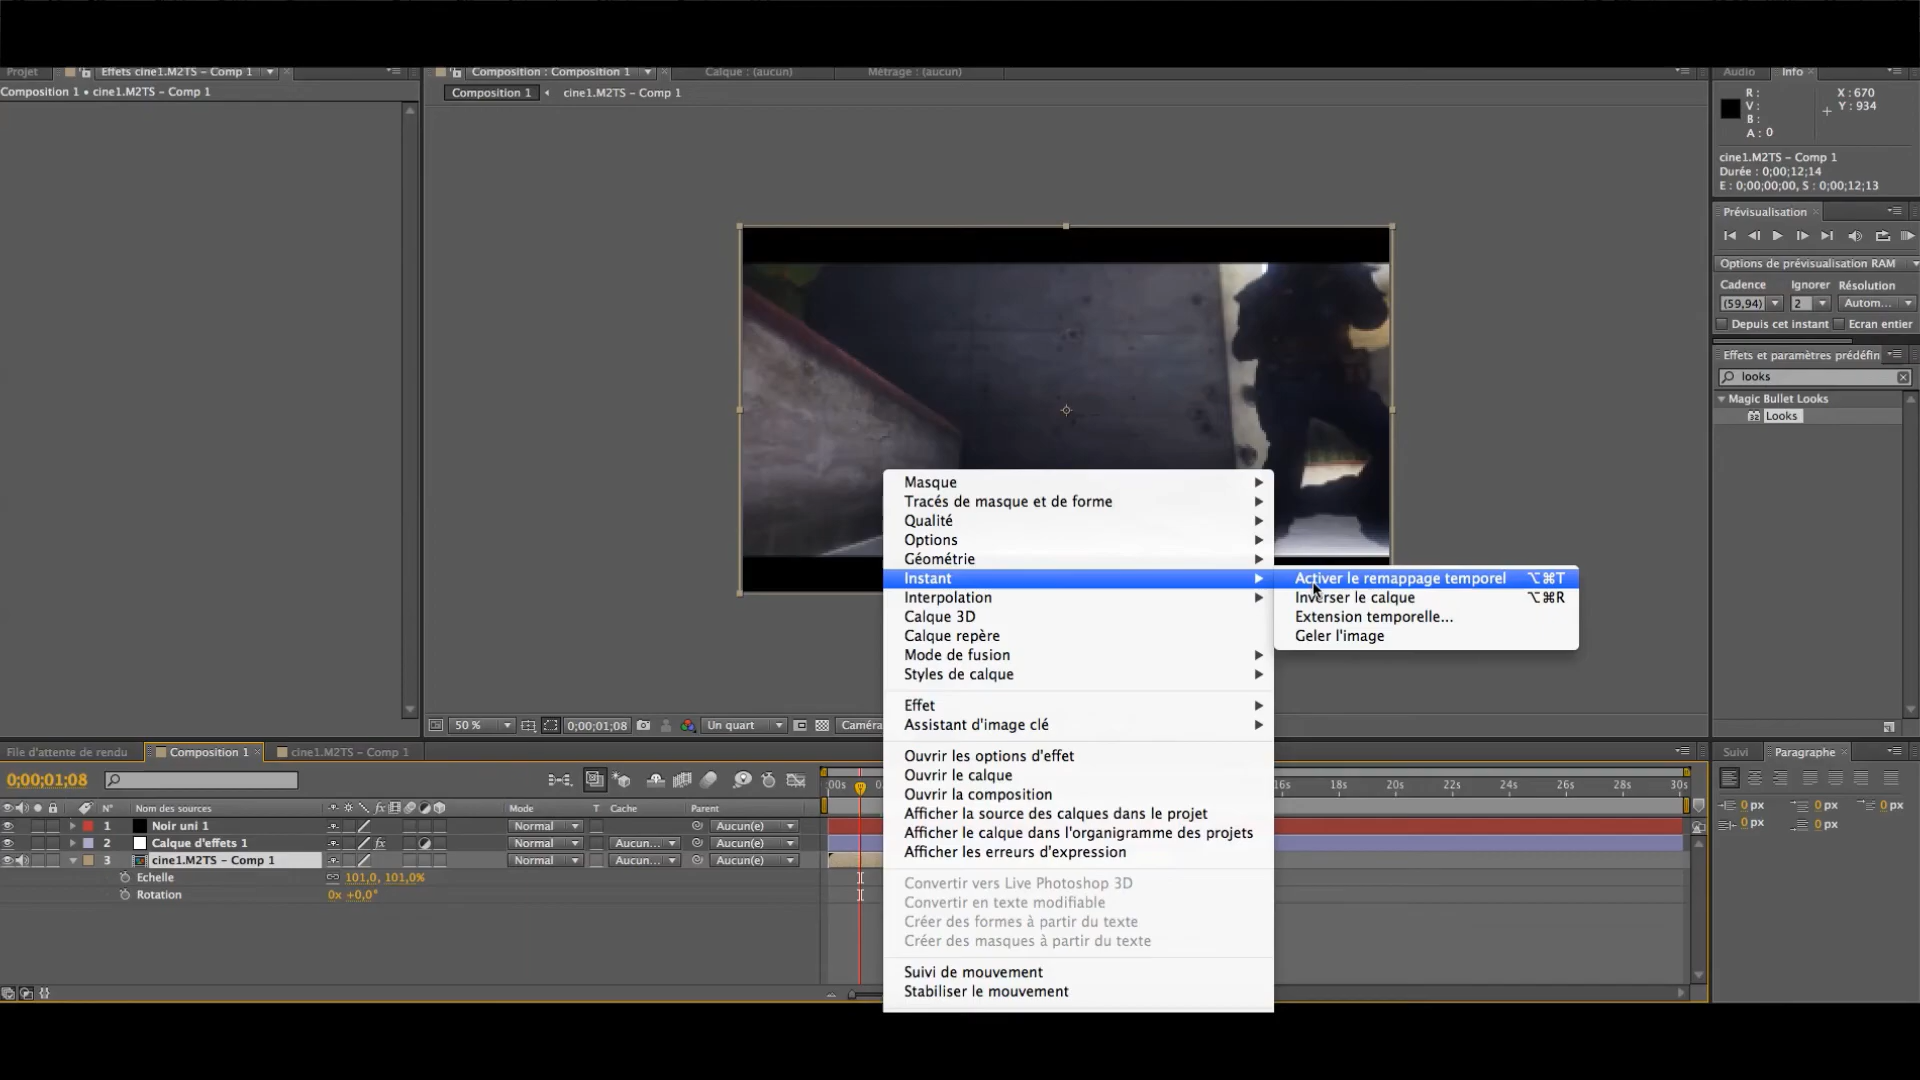 Projet
Effets cine1.M2TS – Comp 1
Composition : Composition 1
Calque : (aucun)
Métrage : (aucun)
Audio
Info
Composition 1 • cine1.M2TS – Comp 1
Composition 1
cine1.M2TS – Comp 1
R :
V :
B :
A : 0
X : 670
Y : 934
cine1.M2TS – Comp 1
Durée : 0;00;12;14
E : 0;00;00;00, S : 0;00;12;13
Prévisualisation
Options de prévisualisation RAM
Cadence
Ignorer
Résolution
(59,94)
2
Autom...
Depuis cet instant
Ecran entier
Effets et paramètres prédéfin
looks
Magic Bullet Looks
Looks
Masque
Tracés de masque et de forme
Qualité
Options
Géométrie
Instant
Interpolation
Calque 3D
Calque repère
Mode de fusion
Styles de calque
Effet
Assistant d'image clé
Ouvrir les options d'effet
Ouvrir le calque
Ouvrir la composition
Afficher la source des calques dans le projet
Afficher le calque dans l'organigramme des projets
Afficher les erreurs d'expression
Convertir vers Live Photoshop 3D
Convertir en texte modifiable
Créer des formes à partir du texte
Créer des masques à partir du texte
Suivi de mouvement
Stabiliser le mouvement
Activer le remappage temporel ⌥⌘T
Inverser le calque ⌥⌘R
Extension temporelle...
Geler l'image
50 %
0;00;01;08
Un quart
Caméra
File d'attente de rendu
Composition 1
cine1.M2TS – Comp 1
Suivi
Paragraphe
0;00;01;08
:00s
16s
18s
20s
22s
24s
26s
28s
30s
N°
Nom des sources
fx
Mode
T
Cache
Parent
1 Noir uni 1 Normal Aucun(e)
2 Calque d'effets 1 fx Normal Aucun... Aucun(e)
3 cine1.M2TS – Comp 1 Normal Aucun... Aucun(e)
Echelle 101,0, 101,0%
Rotation 0x +0,0°
0 px
0 px
0 px
0 px
0 px